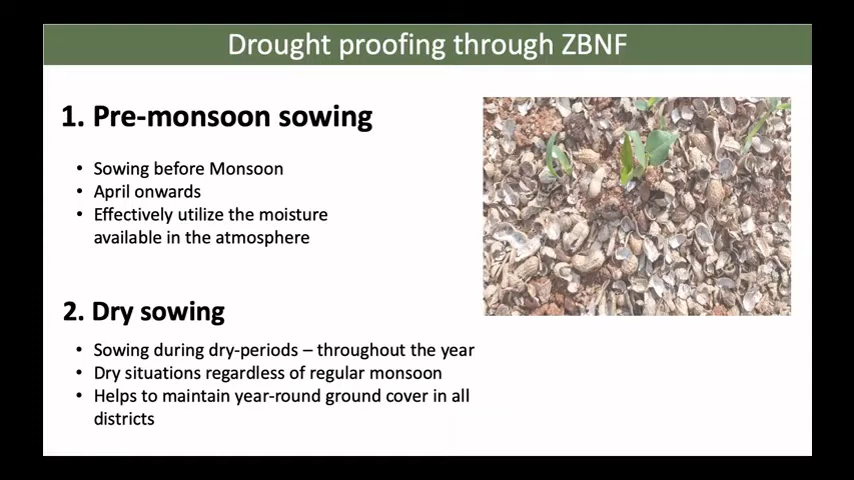 Drought proofing through ZBNF
1. Pre-monsoon sowing
• Sowing before Monsoon
• April onwards
• Effectively utilize the moisture
available in the atmosphere
2. Dry sowing
• Sowing during dry-periods – throughout the year
• Dry situations regardless of regular monsoon
• Helps to maintain year-round ground cover in all
districts